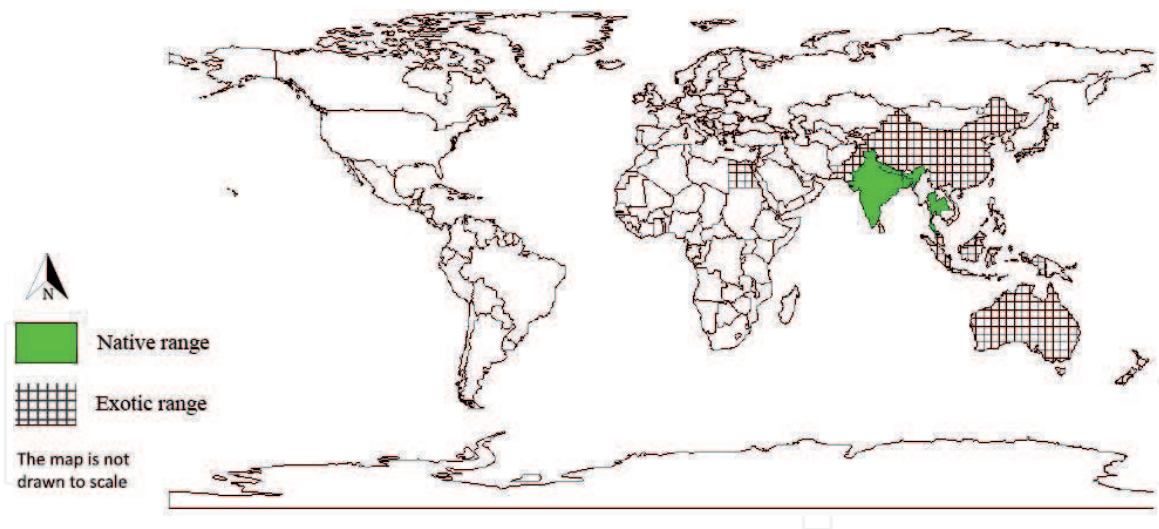 N
Native range
Exotic range
The map is not
drawn to scale